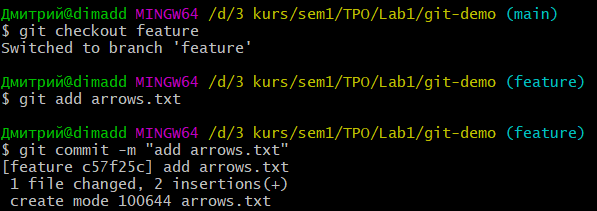 Дмитрий@dimadd MINGW64 /d/3 kurs/sem1/TPO/Lab1/git-demo (main)
$ git checkout feature
Switched to branch 'feature'
Дмитрий@dimadd MINGW64 /d/3 kurs/sem1/TPO/Lab1/git-demo (feature)
$ git add arrows.txt
Дмитрий@dimadd MINGW64 /d/3 kurs/sem1/TPO/Lab1/git-demo (feature)
$ git commit -m "add arrows.txt"
[feature c57f25c] add arrows.txt
 1 file changed, 2 insertions(+)
 create mode 100644 arrows.txt